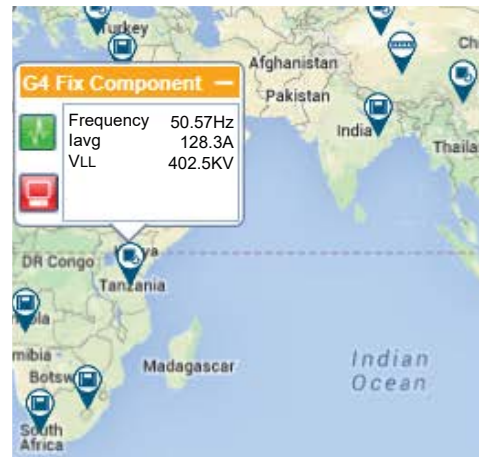 Turkey
Afghanistan
Ch
G4 Fix Component
Pakistan
Frequency 50.57Hz
Iavg 128.3A
VLL 402.5KV
India
Thaila
DR Congo
Tanzania
Madagascar
Indian
Ocean
South
Africa